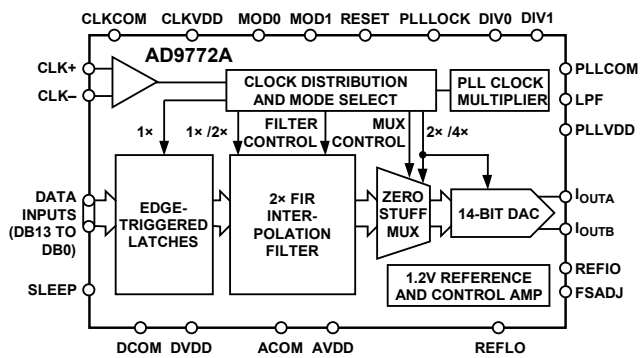 CLKCOM CLKVDD MOD0 MOD1 RESET PLLLOCK DIV0 DIV1
AD9772A
CLK+
CLK–
CLOCK DISTRIBUTION
AND MODE SELECT
PLL CLOCK
MULTIPLIER
PLLCOM
LPF
PLLVDD
1×
1× /2×
FILTER
CONTROL
MUX
CONTROL
2× /4×
DATA
INPUTS
(DB13 TO
DB0)
EDGE-
TRIGGERED
LATCHES
2× FIR
INTER-
POLATION
FILTER
ZERO
STUFF
MUX
14-BIT DAC
IOUTA
IOUTB
SLEEP
1.2V REFERENCE
AND CONTROL AMP
REFIO
FSADJ
DCOM DVDD ACOM AVDD REFLO